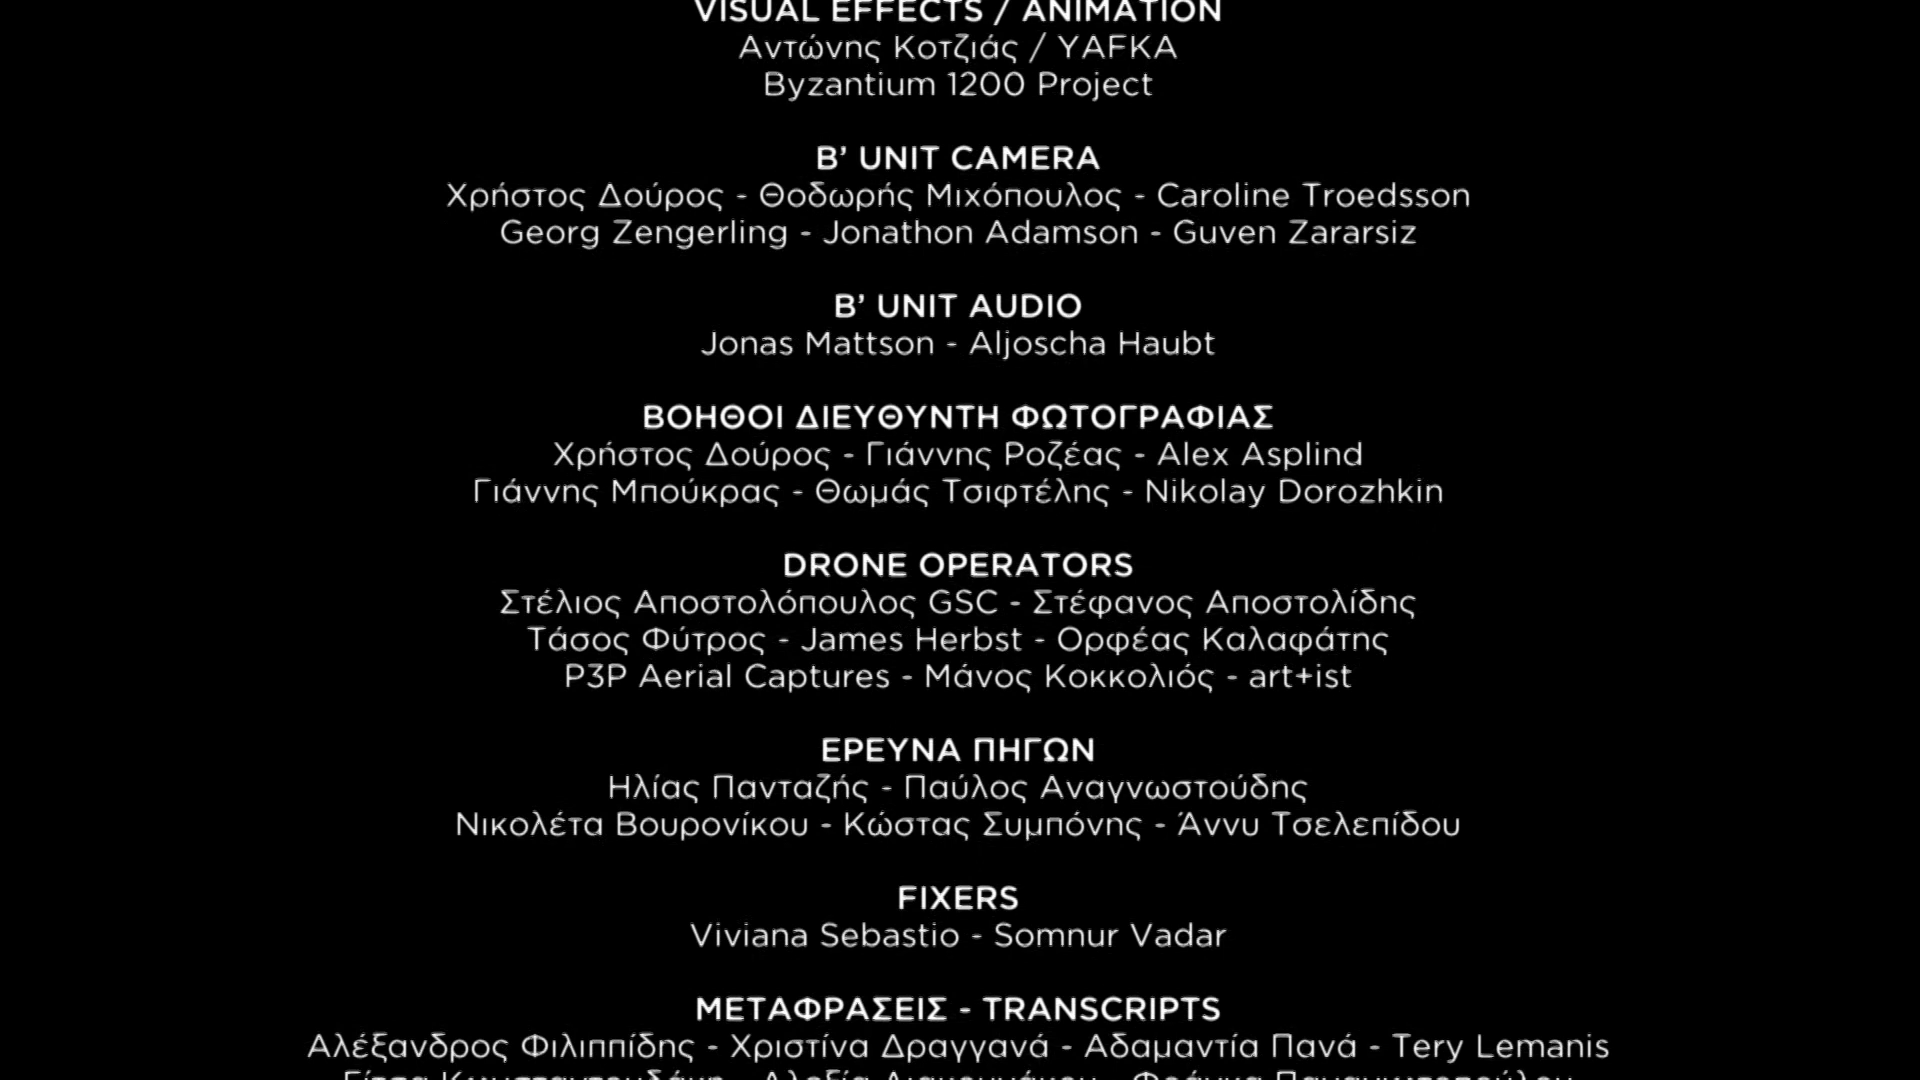 VISUAL EFFECTS / ANIMATION
Αντώνης Κοτζιάς / YAFKA
Byzantium 1200 Project
Β’ UNIT CAMERA
Χρήστος Δούρος - Θοδωρής Μιχόπουλος - Caroline Troedsson
Georg Zengerling - Jonathon Adamson - Guven Zararsiz
Β’ UNIT AUDIO
Jonas Mattson - Aljoscha Haubt
ΒΟΗΘΟΙ ΔΙΕΥΘΥΝΤΗ ΦΩΤΟΓΡΑΦΙΑΣ
Χρήστος Δούρος - Γιάννης Ροζέας - Alex Asplind
Γιάννης Μπούκρας - Θωμάς Τσιφτέλης - Nikolay Dorozhkin
DRONE OPERATORS
Στέλιος Αποστολόπουλος GSC - Στέφανος Αποστολίδης
Τάσος Φύτρος - James Herbst - Ορφέας Καλαφάτης
P3P Aerial Captures - Μάνος Κοκκολιός - art+ist
ΕΡΕΥΝΑ ΠΗΓΩΝ
Ηλίας Πανταζής - Παύλος Αναγνωστούδης
Νικολέτα Βουρονίκου - Κώστας Συμπόνης - Άννυ Τσελεπίδου
FIXERS
Viviana Sebastio - Somnur Vadar
ΜΕΤΑΦΡΑΣΕΙΣ - TRANSCRIPTS
Αλέξανδρος Φιλιππίδης - Χριστίνα Δραγγανά - Αδαμαντία Πανά - Tery Lemanis